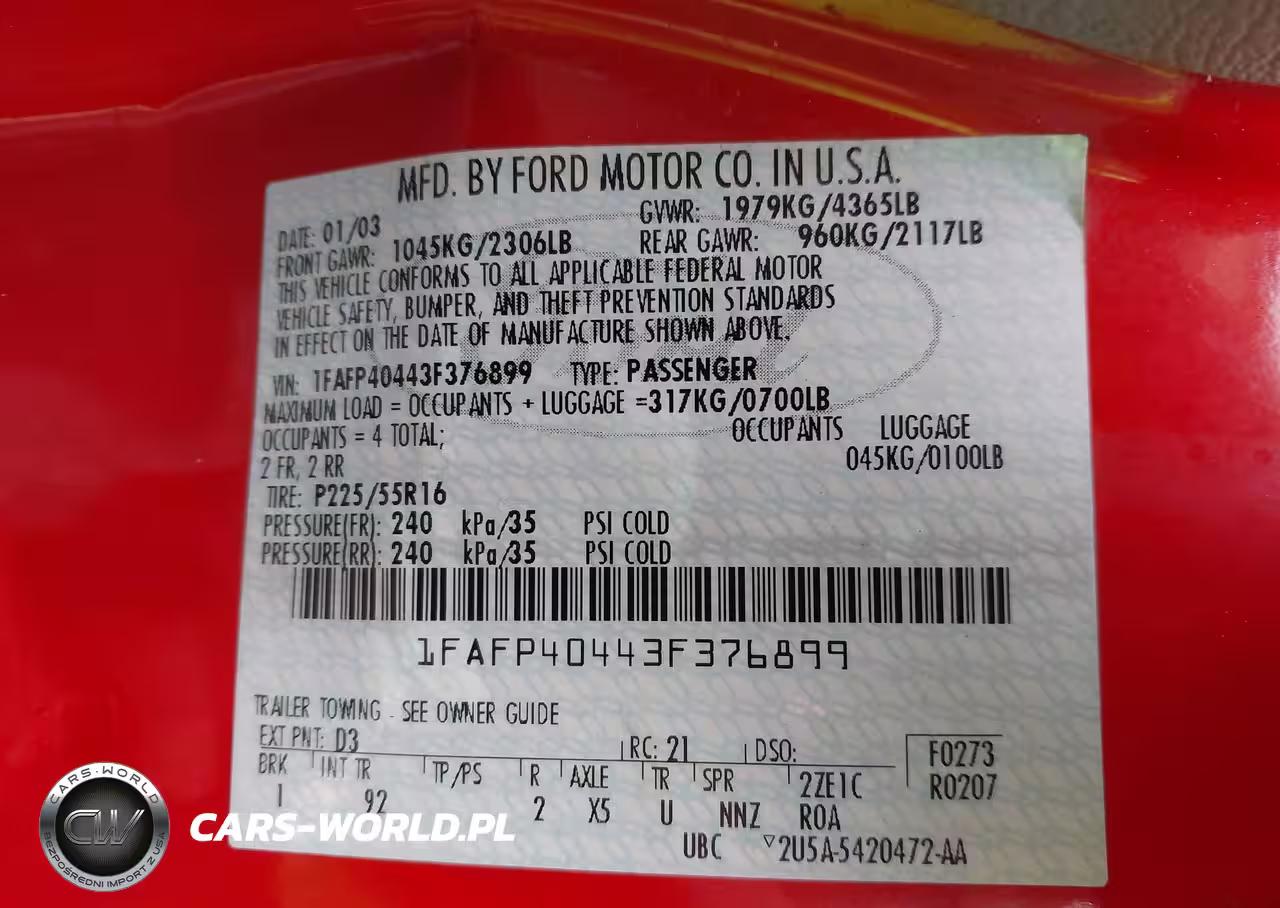 MFD. BY FORD MOTOR CO. IN U.S.A.
DATE: 01/03 GVWR: 1979KG/4365LB
FRONT GAWR: 1045KG/2306LB REAR GAWR: 960KG/2117LB
THIS VEHICLE CONFORMS TO ALL APPLICABLE FEDERAL MOTOR
VEHICLE SAFETY, BUMPER, AND THEFT PREVENTION STANDARDS
IN EFFECT ON THE DATE OF MANUFACTURE SHOWN ABOVE.
VIN: 1FAFP40443F376899 TYPE: PASSENGER
MAXIMUM LOAD = OCCUPANTS + LUGGAGE =317KG/0700LB
OCCUPANTS = 4 TOTAL; OCCUPANTS LUGGAGE
2 FR, 2 RR 045KG/0100LB
TIRE: P225/55R16
PRESSURE(FR): 240 kPa/35 PSI COLD
PRESSURE(RR): 240 kPa/35 PSI COLD
1FAFP40443F376899
TRAILER TOWING - SEE OWNER GUIDE
EXT PNT: D3 RC: 21 DSO: F0273
BRK INT TR TP/PS R AXLE TR SPR 2ZE1C R0207
1 92 2 X5 U NNZ ROA
UBC ▽2U5A-5420472-AA
CARS-WORLD
CW
BEZPOŚREDNI IMPORT Z USA
CARS-WORLD.PL